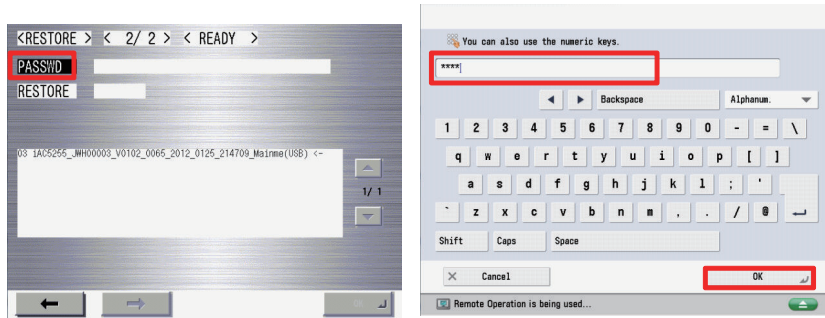 <RESTORE > < 2/ 2 > < READY >
PASSWD
RESTORE
03 iAC5255_JWH00003_V0102_0065_2012_0125_214709_Mainme(USB) <-
1/ 1
You can also use the numeric keys.
****
Backspace
Alphanum.
1 2 3 4 5 6 7 8 9 0 - = \
q w e r t y u i o p [ ]
a s d f g h j k l ; '
` z x c v b n m , . / @
Shift Caps Space
Cancel OK
Remote Operation is being used...